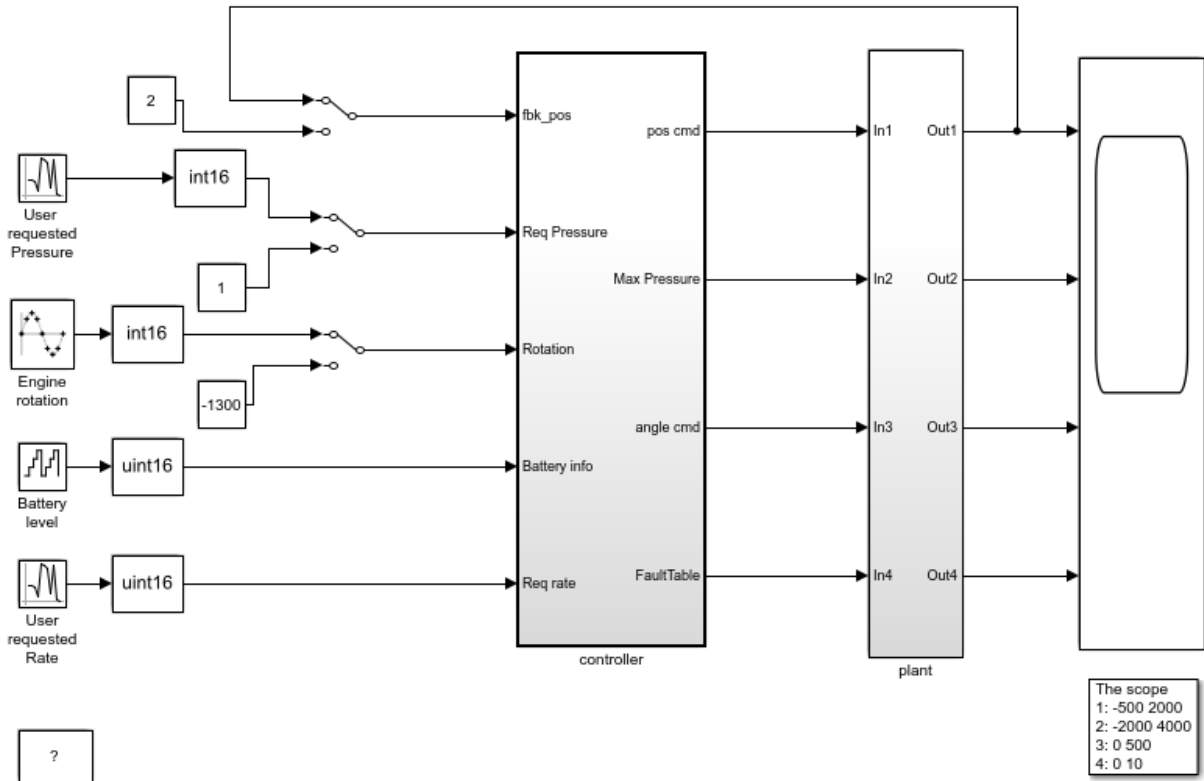 2
fbk_pos
pos cmd
In1
Out1
int16
User
requested
Pressure
Req Pressure
1
Max Pressure
In2
Out2
int16
Engine
rotation
Rotation
-1300
angle cmd
In3
Out3
uint16
Battery
level
Battery info
uint16
User
requested
Rate
Req rate
FaultTable
In4
Out4
controller
plant
The scope
1: -500 2000
2: -2000 4000
3: 0 500
4: 0 10
?